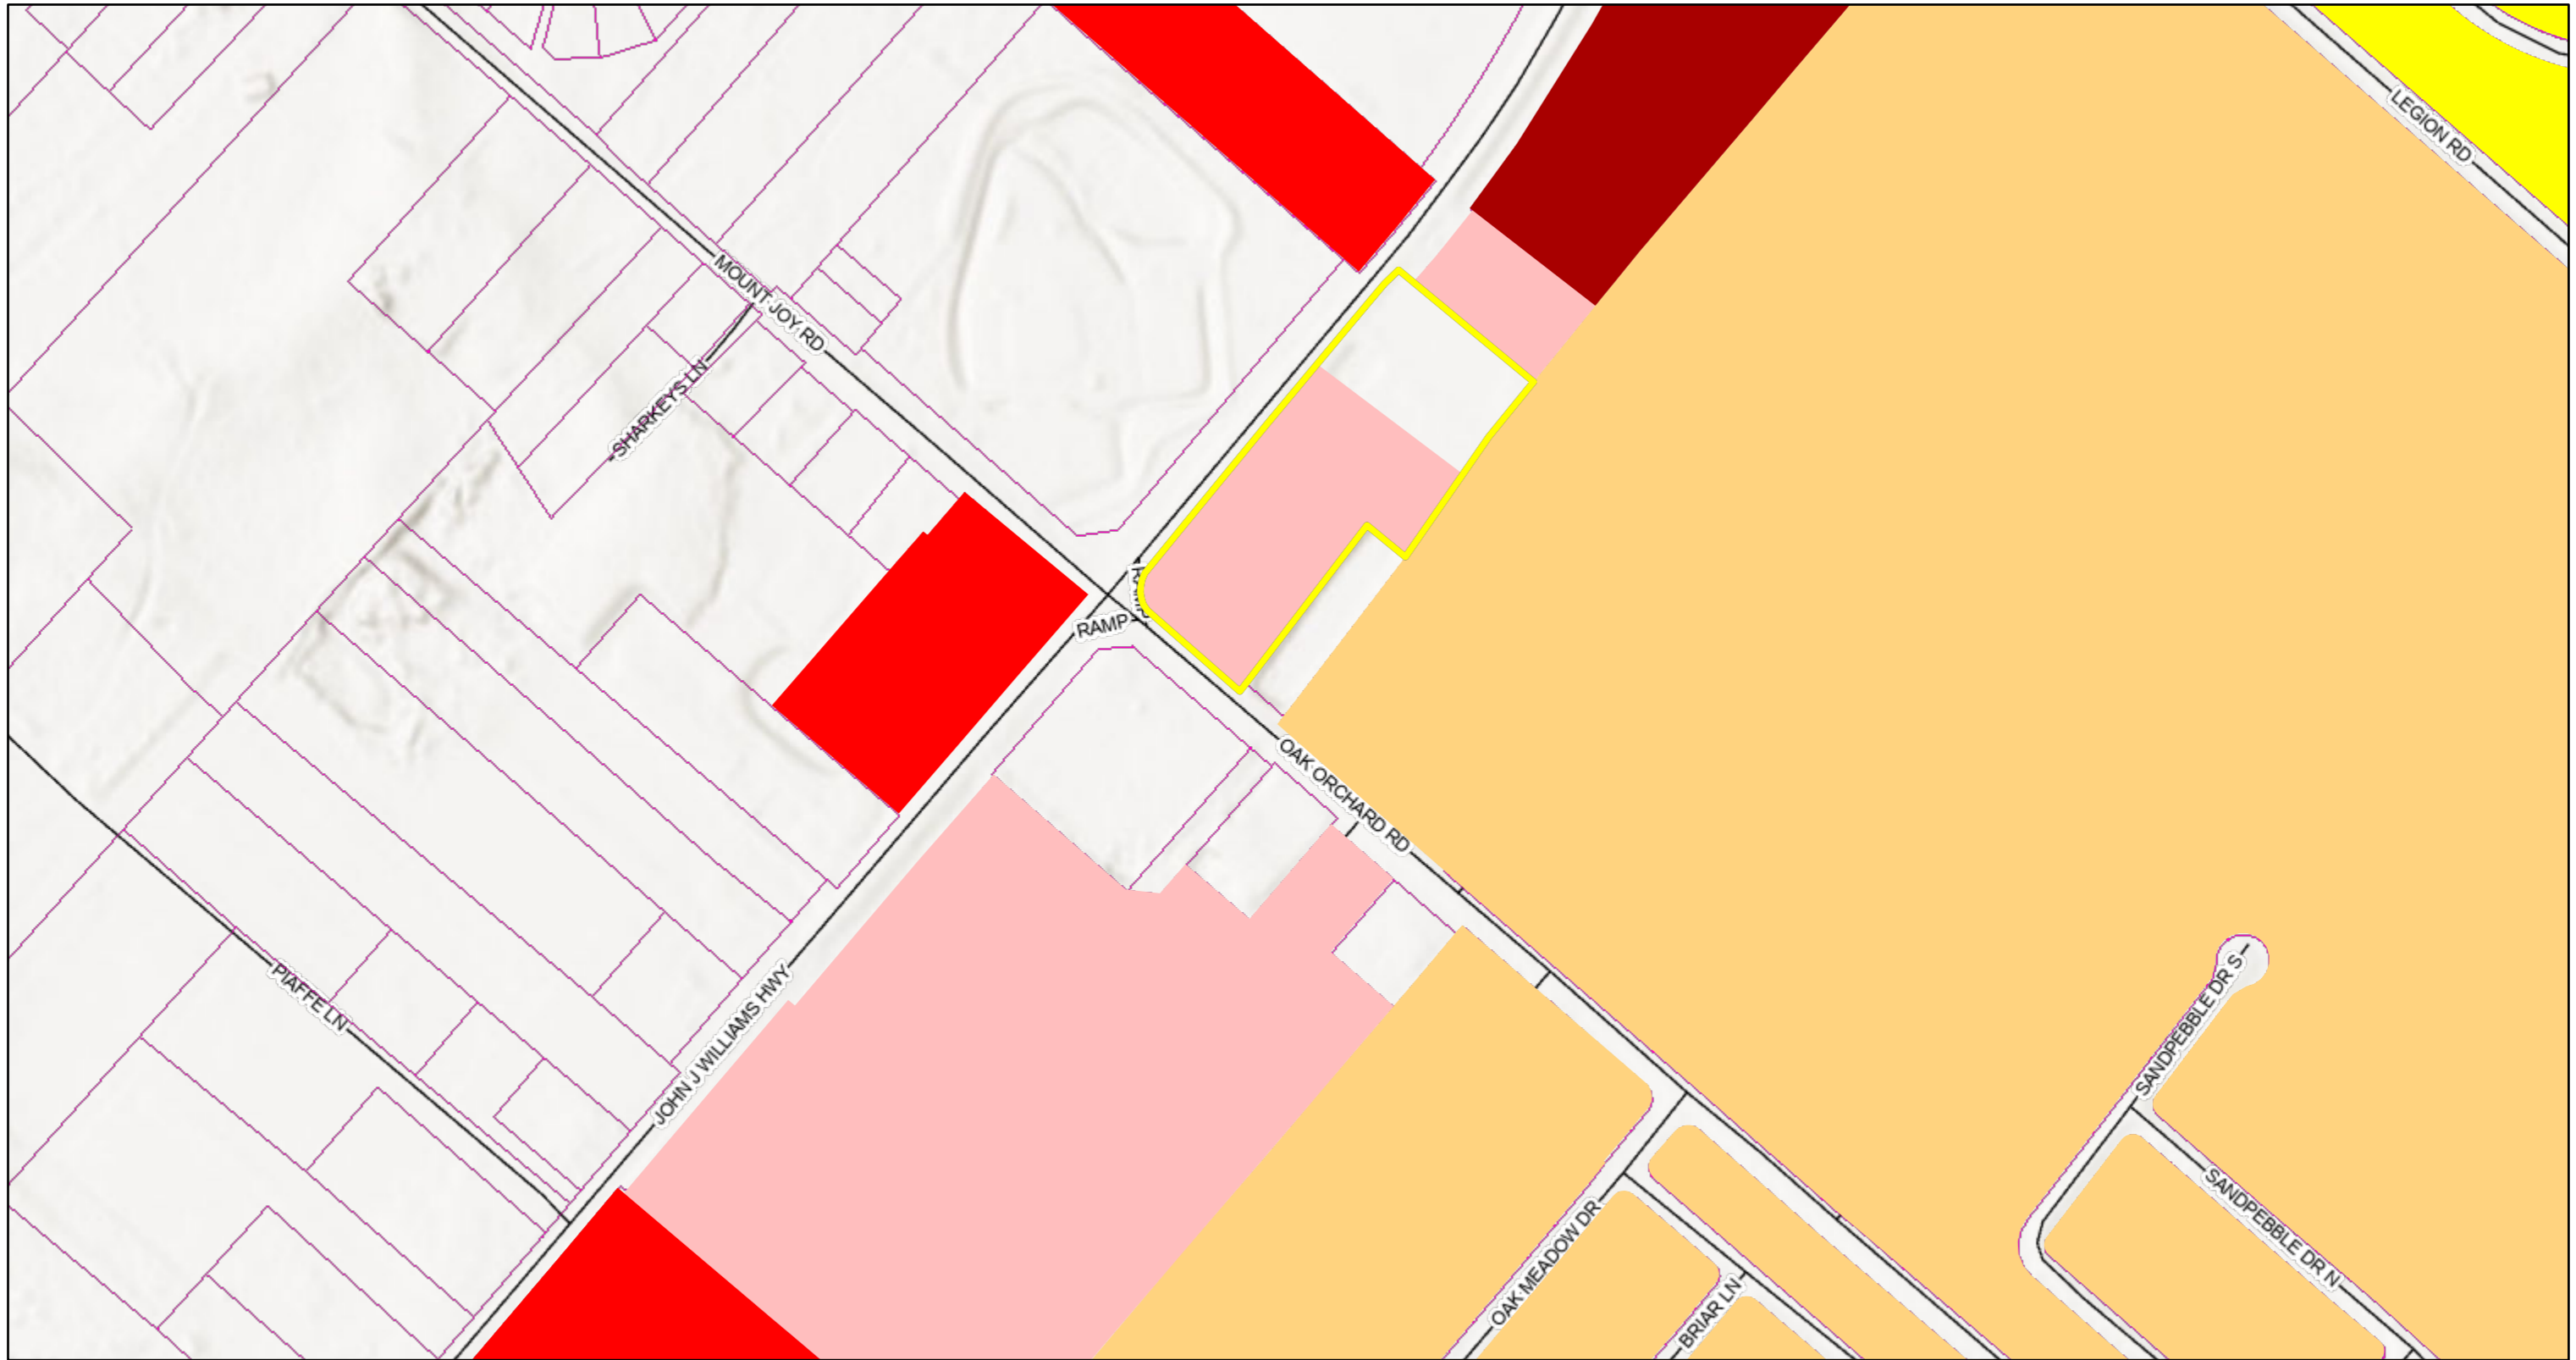 LEGION RD
MOUNT JOY RD
SHARKEYS LN
RAMP
OAK ORCHARD RD
PIAFFE LN
JOHN J WILLIAMS HWY
SANDPEBBLE DR S
SANDPEBBLE DR N
OAK MEADOW DR
BRIAR LN